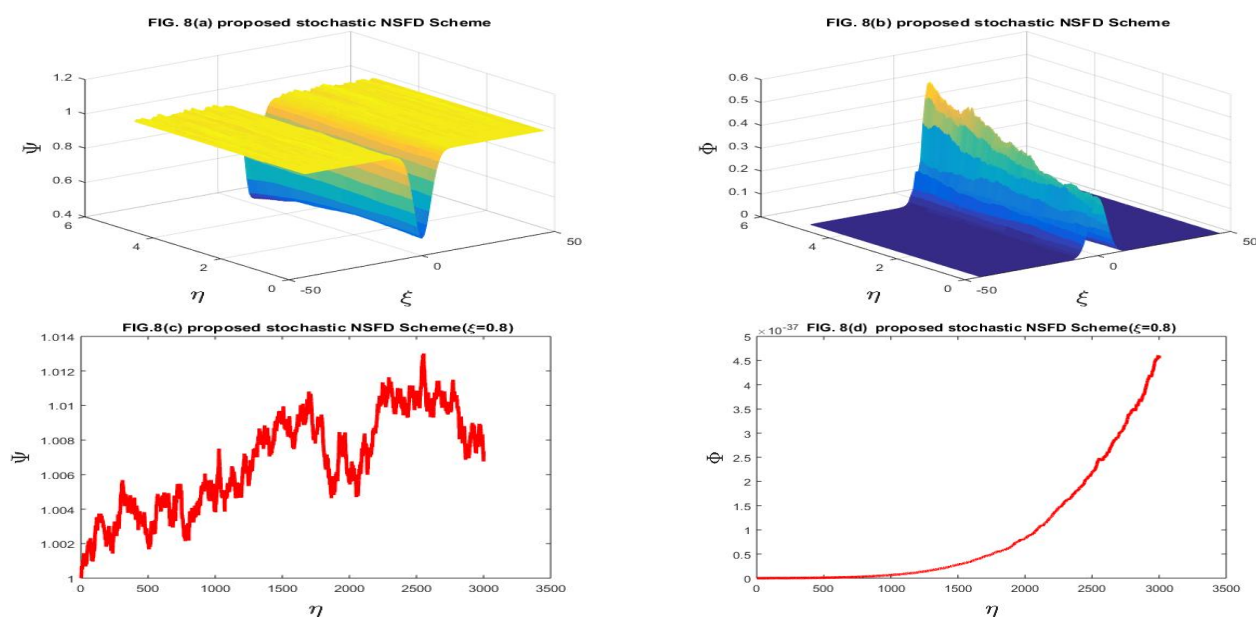 FIG. 8(a) proposed stochastic NSFD Scheme
1.2
1
0.8
0.6
0.4
Ψ
6
4
2
0
η
-50
0
50
ξ
FIG. 8(b) proposed stochastic NSFD Scheme
0.6
0.5
0.4
0.3
0.2
0.1
0
Φ
6
4
2
0
η
-50
0
50
ξ
FIG.8(c) proposed stochastic NSFD Scheme(ξ=0.8)
1.014
1.012
1.01
1.008
1.006
1.004
1.002
1
Ψ
0 500 1000 1500 2000 2500 3000 3500
η
×10-37 FIG. 8(d) proposed stochastic NSFD Scheme(ξ=0.8)
5
4.5
4
3.5
3
2.5
2
1.5
1
0.5
0
Φ
0 500 1000 1500 2000 2500 3000 3500
η